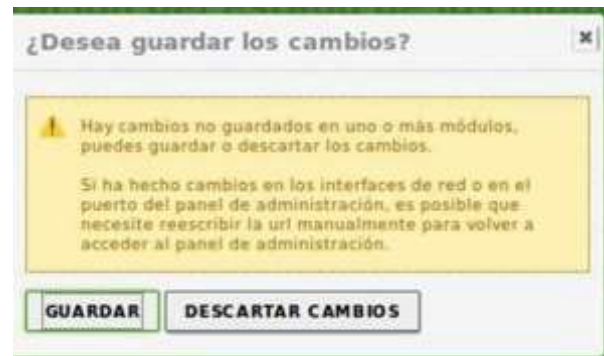 ¿Desea guardar los cambios?
Hay cambios no guardados en uno o más módulos,
puedes guardar o descartar los cambios.
Si ha hecho cambios en los interfaces de red o en el
puerto del panel de administración, es posible que
necesite reescribir la url manualmente para volver a
acceder al panel de administración.
GUARDAR
DESCARTAR CAMBIOS